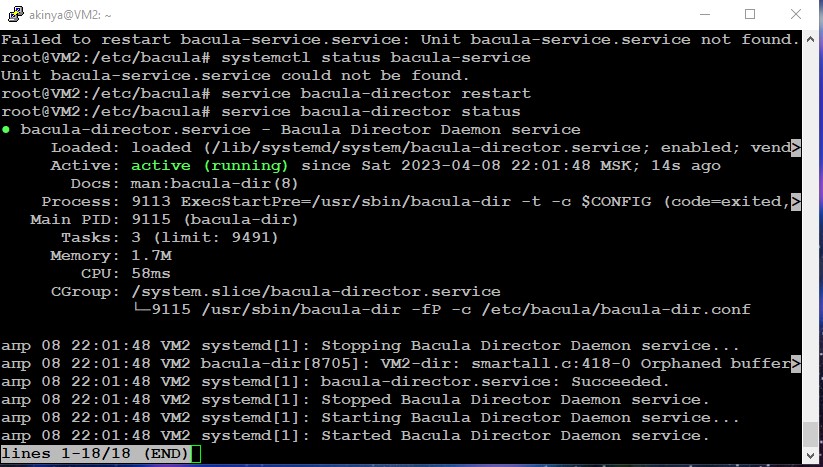 akinya@VM2: ~
Failed to restart bacula-service.service: Unit bacula-service.service not found.
root@VM2:/etc/bacula# systemctl status bacula-service
Unit bacula-service.service could not be found.
root@VM2:/etc/bacula# service bacula-director restart
root@VM2:/etc/bacula# service bacula-director status
● bacula-director.service - Bacula Director Daemon service
     Loaded: loaded (/lib/systemd/system/bacula-director.service; enabled; vend>
     Active: active (running) since Sat 2023-04-08 22:01:48 MSK; 14s ago
       Docs: man:bacula-dir(8)
    Process: 9113 ExecStartPre=/usr/sbin/bacula-dir -t -c $CONFIG (code=exited,>
   Main PID: 9115 (bacula-dir)
      Tasks: 3 (limit: 9491)
     Memory: 1.7M
        CPU: 58ms
     CGroup: /system.slice/bacula-director.service
             └─9115 /usr/sbin/bacula-dir -fP -c /etc/bacula/bacula-dir.conf
апр 08 22:01:48 VM2 systemd[1]: Stopping Bacula Director Daemon service...
апр 08 22:01:48 VM2 bacula-dir[8705]: VM2-dir: smartall.c:418-0 Orphaned buffer>
апр 08 22:01:48 VM2 systemd[1]: bacula-director.service: Succeeded.
апр 08 22:01:48 VM2 systemd[1]: Stopped Bacula Director Daemon service.
апр 08 22:01:48 VM2 systemd[1]: Starting Bacula Director Daemon service...
апр 08 22:01:48 VM2 systemd[1]: Started Bacula Director Daemon service.
lines 1-18/18 (END)